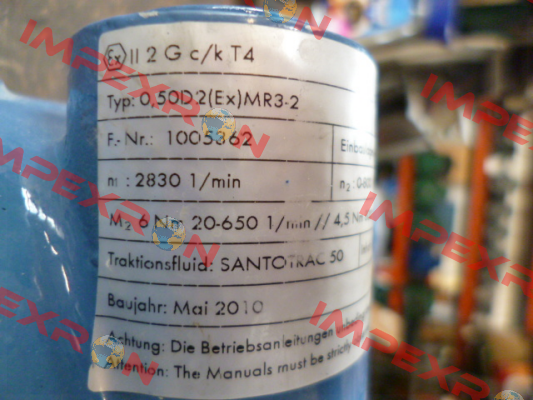 Ex II 2 G c/k T4
Typ: 0,50D2(Ex)MR3-2
F.-Nr.: 1005362
n1 : 2830 1/min n2 :
M2 6 Nm 20-650 1/min // 4,5 Nm
Traktionsfluid: SANTOTRAC 50
Baujahr: Mai 2010
Achtung: Die Betriebsanleitungen
Attention: The Manuals must be strictly
IMPEXRON
IMPEXRON
IMPEXRON
IMPEXRON